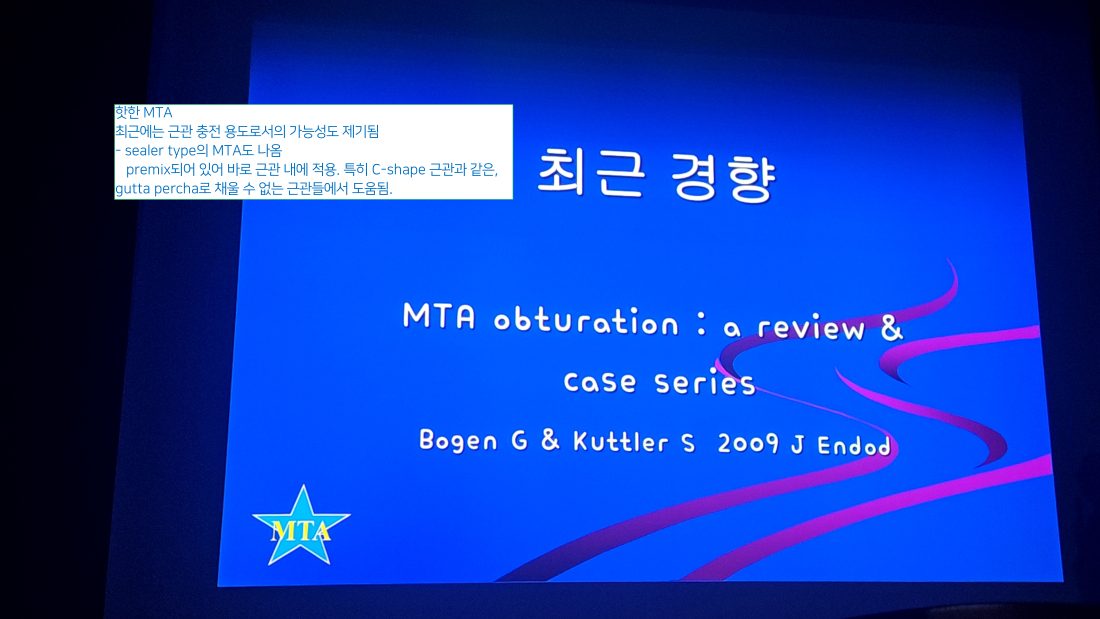 핫한 MTA
최근에는 근관 충전 용도로서의 가능성도 제기됨
- sealer type의 MTA도 나옴
premix되어 있어 바로 근관 내에 적용. 특히 C-shape 근관과 같은,
gutta percha로 채울 수 없는 근관들에서 도움됨.
최근 경향
MTA obturation : a review &
case series
Bogen G & Kuttler S 2009 J Endod
MTA